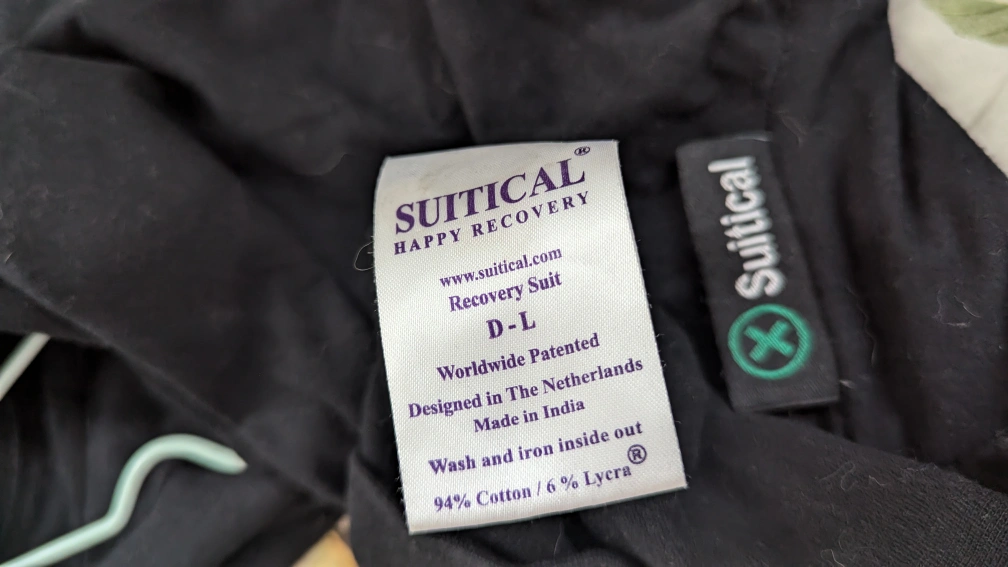 SUITICAL®
HAPPY RECOVERY
www.suitical.com
Recovery Suit
D-L
Worldwide Patented
Designed in The Netherlands
Made in India
Wash and iron inside out
94% Cotton / 6 % Lycra®
Suitical